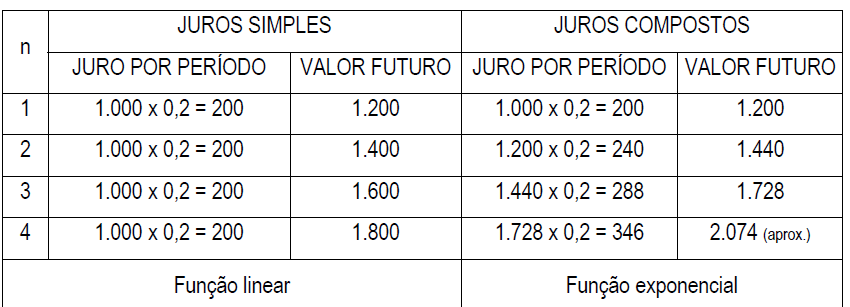 n JUROS SIMPLES JUROS COMPOSTOS
JURO POR PERÍODO VALOR FUTURO JURO POR PERÍODO VALOR FUTURO
1 1.000 x 0,2 = 200 1.200 1.000 x 0,2 = 200 1.200
2 1.000 x 0,2 = 200 1.400 1.200 x 0,2 = 240 1.440
3 1.000 x 0,2 = 200 1.600 1.440 x 0,2 = 288 1.728
4 1.000 x 0,2 = 200 1.800 1.728 x 0,2 = 346 2.074 (aprox.)
Função linear Função exponencial